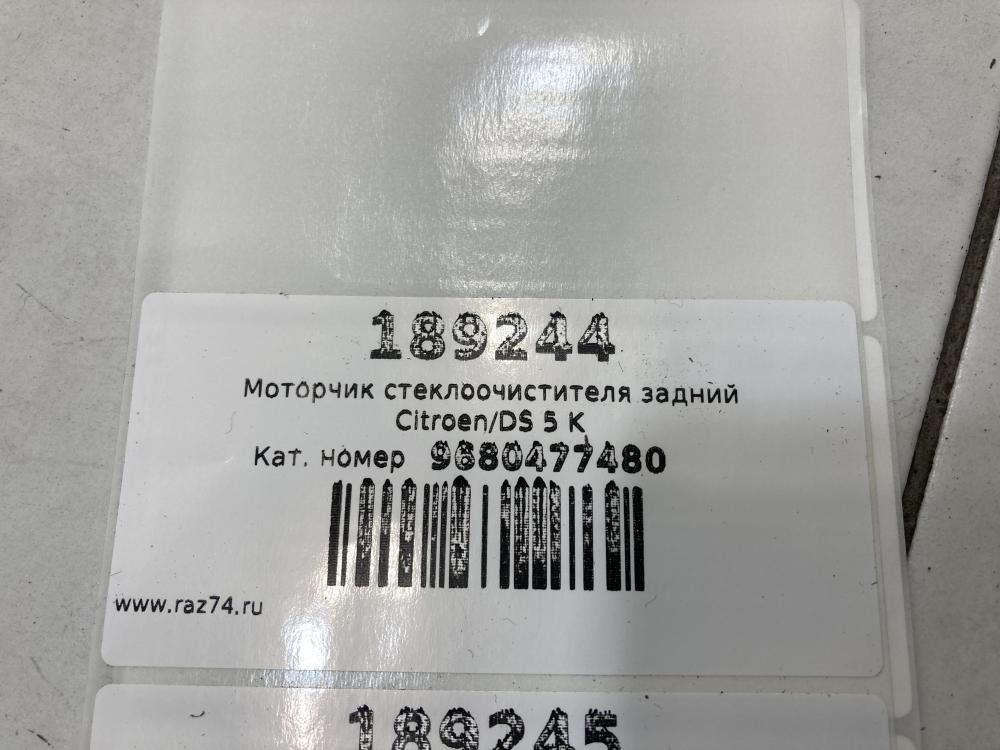 189244
Моторчик стеклоочистителя задний
Citroen/DS 5 K
Кат. номер 9680477480
www.raz74.ru
189245